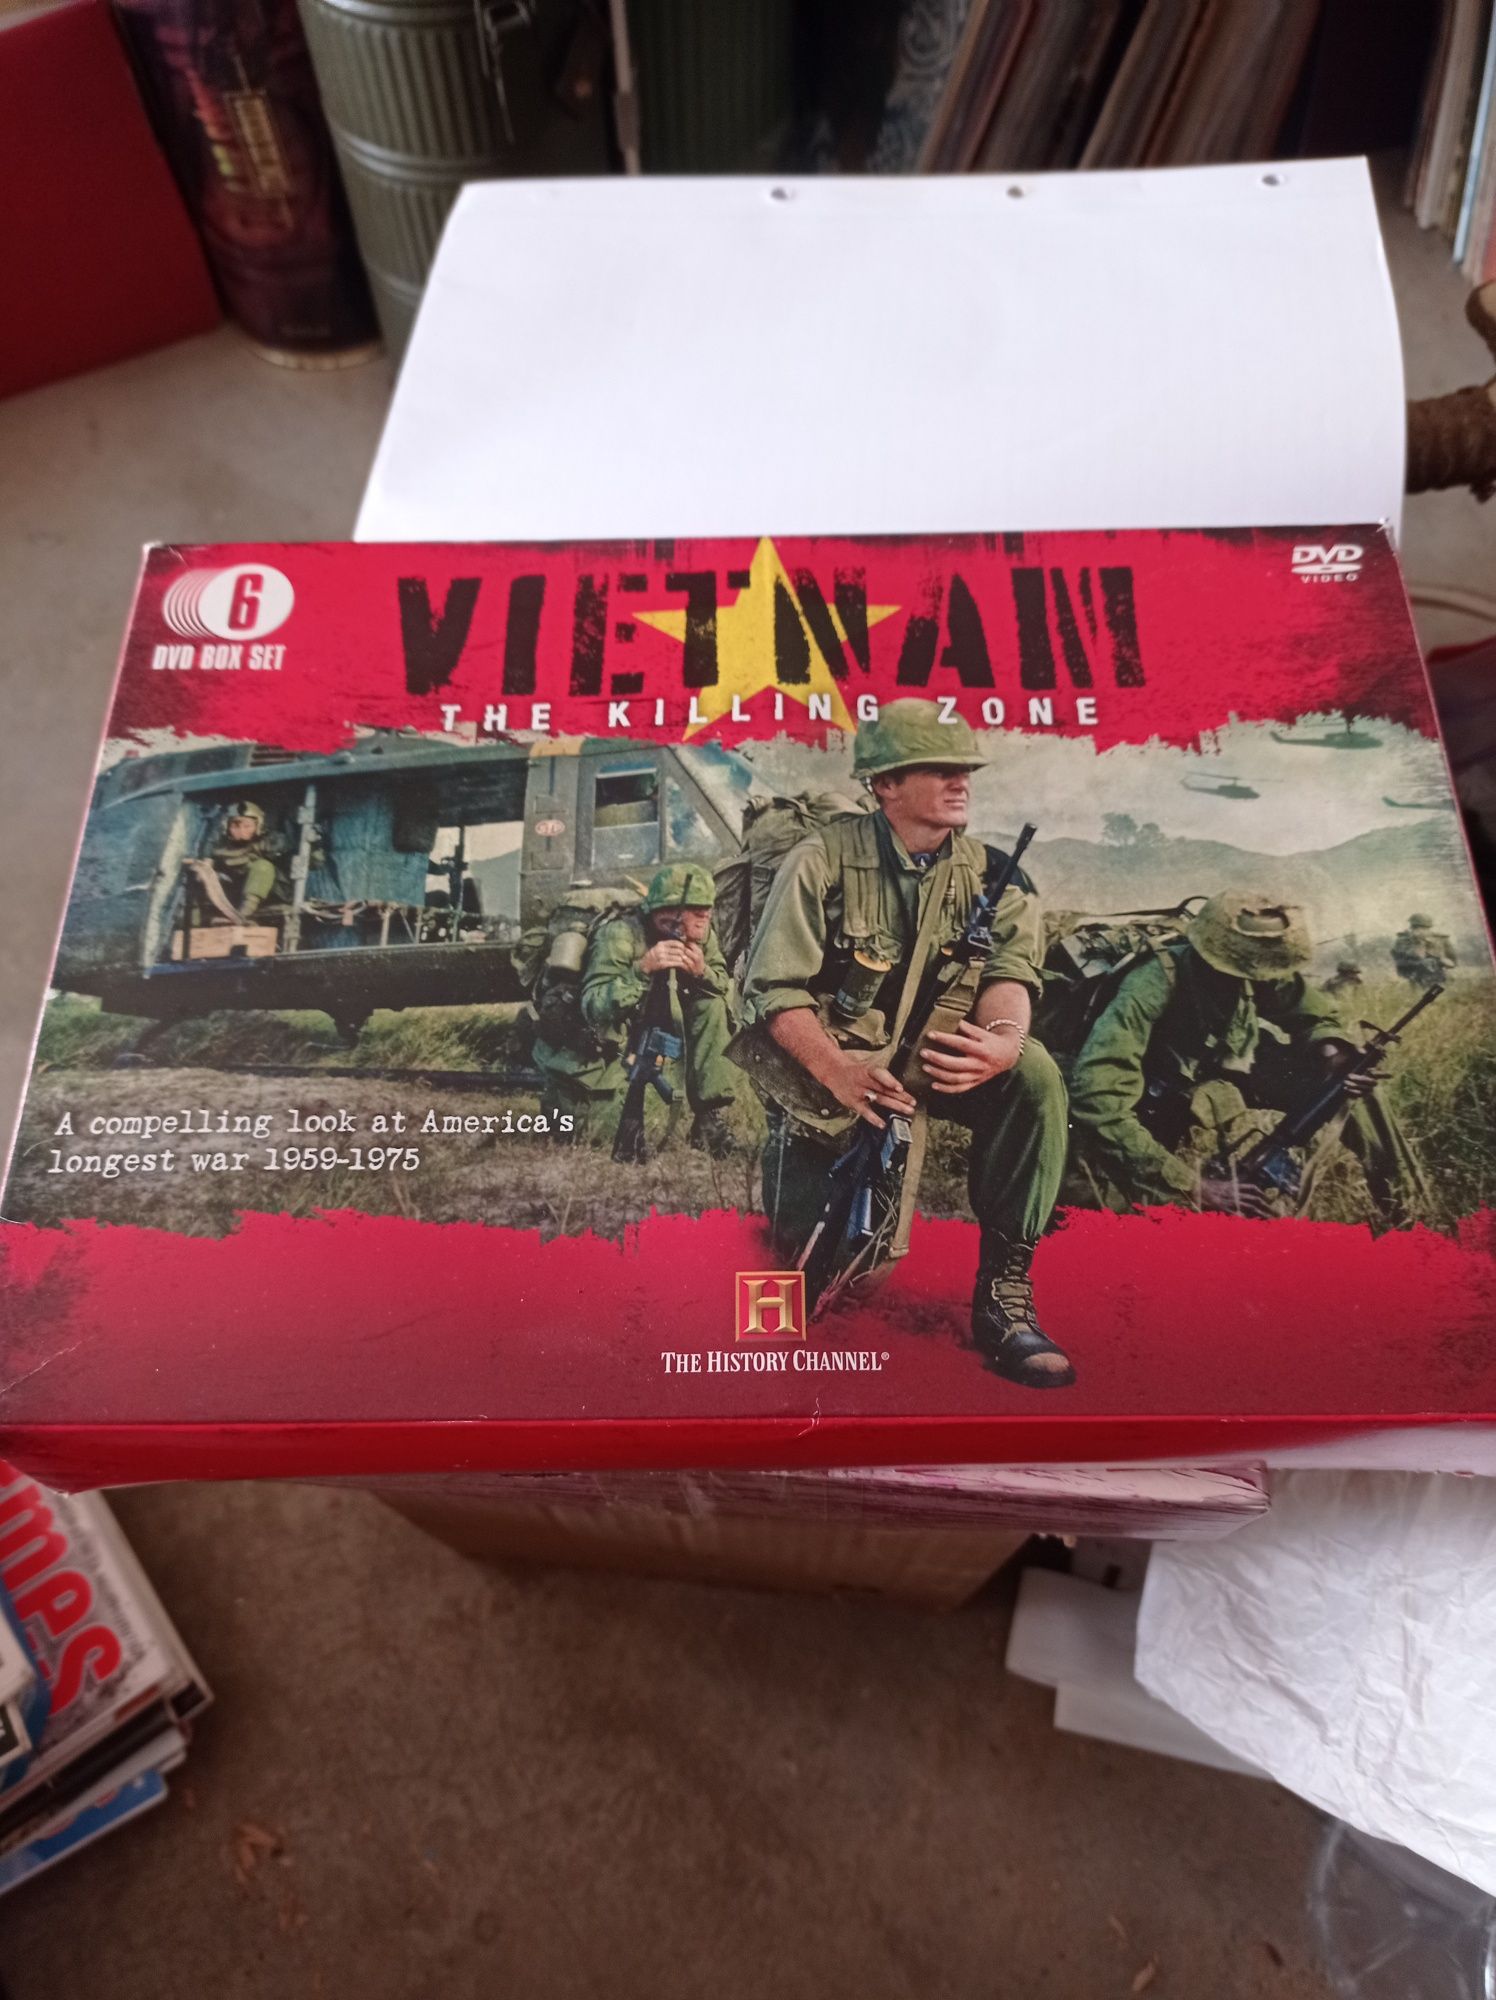 6
DVD BOX SET
VIETNAM
THE KILLING ZONE
DVD
VIDEO
A compelling look at America's
longest war 1959-1975
H
THE HISTORY CHANNEL®